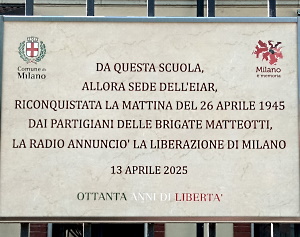 Comune di
Milano
Milano
è memoria
DA QUESTA SCUOLA,
ALLORA SEDE DELL'EIAR,
RICONQUISTATA LA MATTINA DEL 26 APRILE 1945
DAI PARTIGIANI DELLE BRIGATE MATTEOTTI,
LA RADIO ANNUNCIO' LA LIBERAZIONE DI MILANO
13 APRILE 2025
OTTANTA ANNI DI LIBERTA'